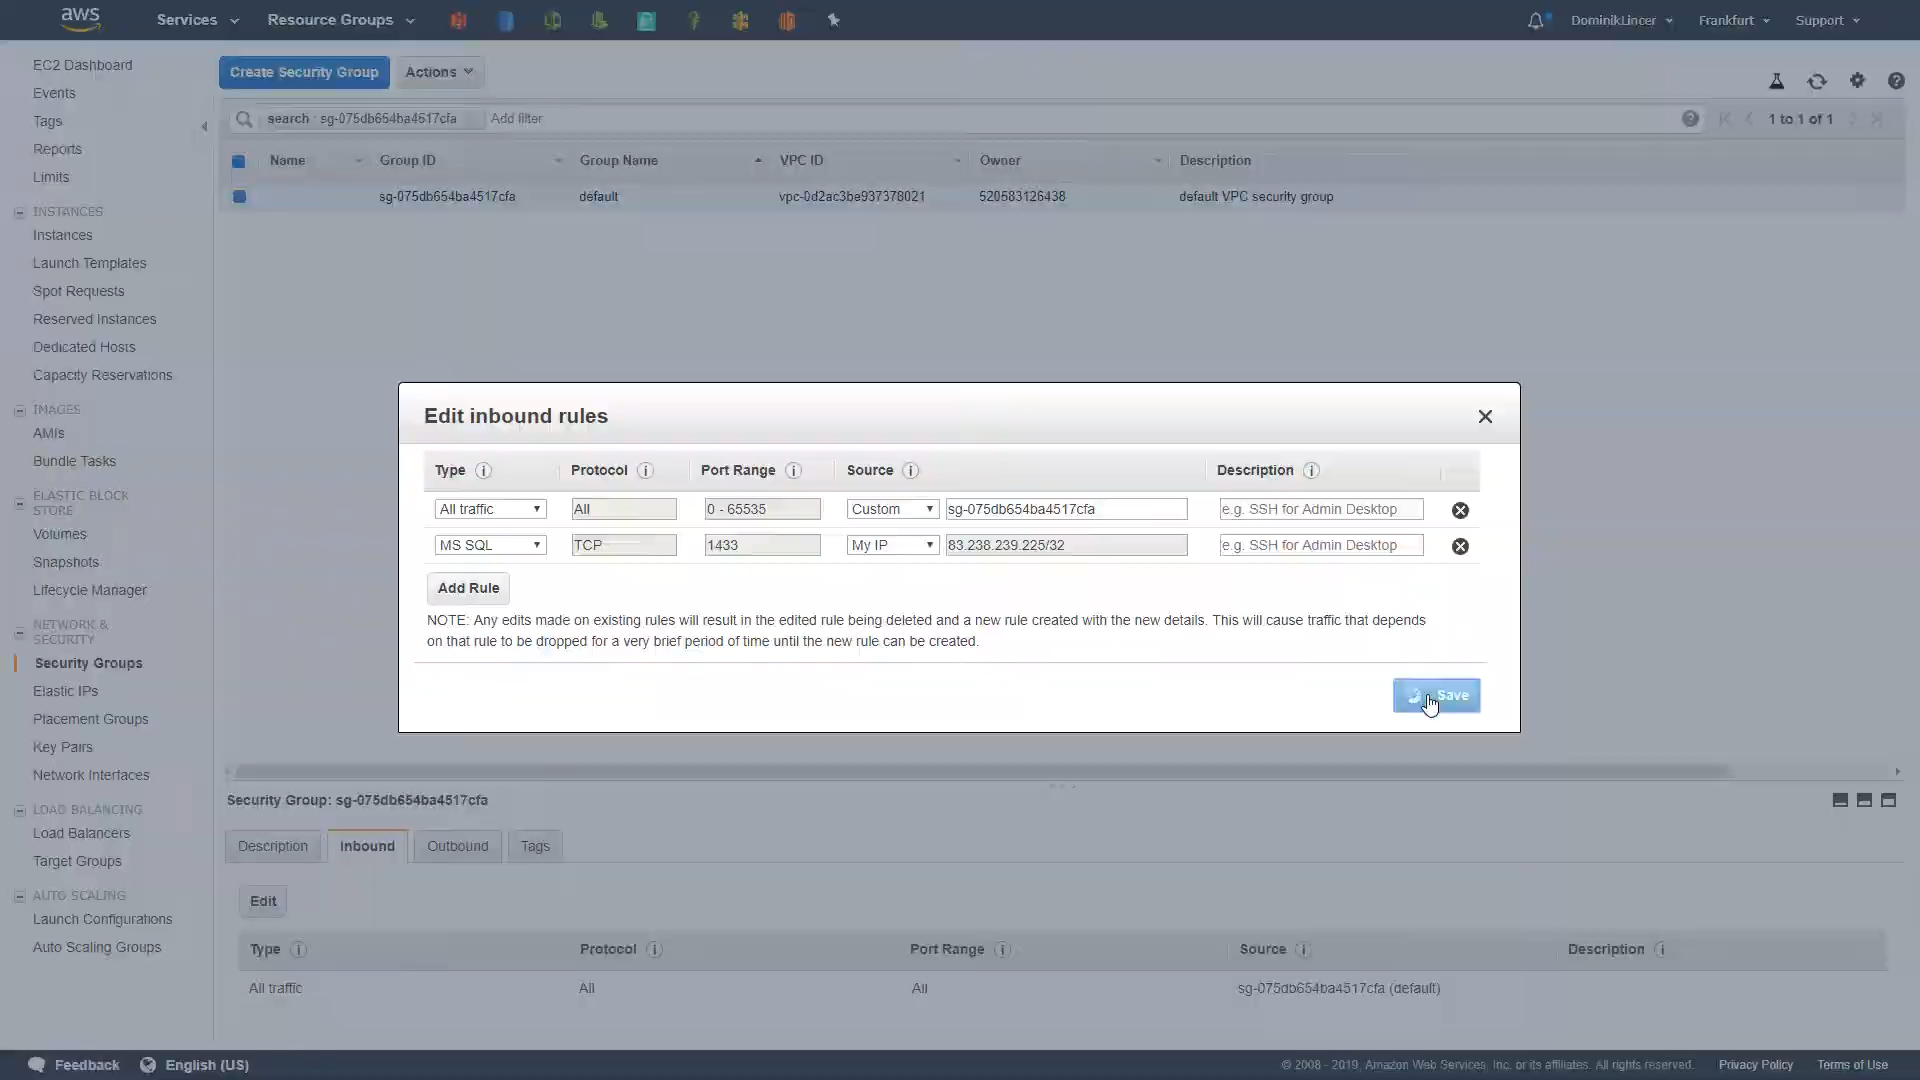 aws Services Resource Groups DominikLincer Frankfurt Support
EC2 Dashboard
Events
Tags
Reports
Limits
INSTANCES
Instances
Launch Templates
Spot Requests
Reserved Instances
Dedicated Hosts
Capacity Reservations
IMAGES
AMIs
Bundle Tasks
ELASTIC BLOCK
STORE
Volumes
Snapshots
Lifecycle Manager
NETWORK &
SECURITY
Security Groups
Elastic IPs
Placement Groups
Key Pairs
Network Interfaces
LOAD BALANCING
Load Balancers
Target Groups
AUTO SCALING
Launch Configurations
Auto Scaling Groups
Create Security Group Actions
search : sg-075db654ba4517cfa Add filter 1 to 1 of 1
Name Group ID Group Name VPC ID Owner Description
sg-075db654ba4517cfa default vpc-0d2ac3be937378021 520583126438 default VPC security group
Edit inbound rules
Type Protocol Port Range Source Description
All traffic All 0 - 65535 Custom sg-075db654ba4517cfa e.g. SSH for Admin Desktop
MS SQL TCP 1433 My IP 83.238.239.225/32 e.g. SSH for Admin Desktop
Add Rule
NOTE: Any edits made on existing rules will result in the edited rule being deleted and a new rule created with the new details. This will cause traffic that depends
on that rule to be dropped for a very brief period of time until the new rule can be created.
Save
Security Group: sg-075db654ba4517cfa
Description Inbound Outbound Tags
Edit
Type Protocol Port Range Source Description
All traffic All All sg-075db654ba4517cfa (default)
Feedback English (US) © 2008 - 2019, Amazon Web Services, Inc. or its affiliates. All rights reserved. Privacy Policy Terms of Use